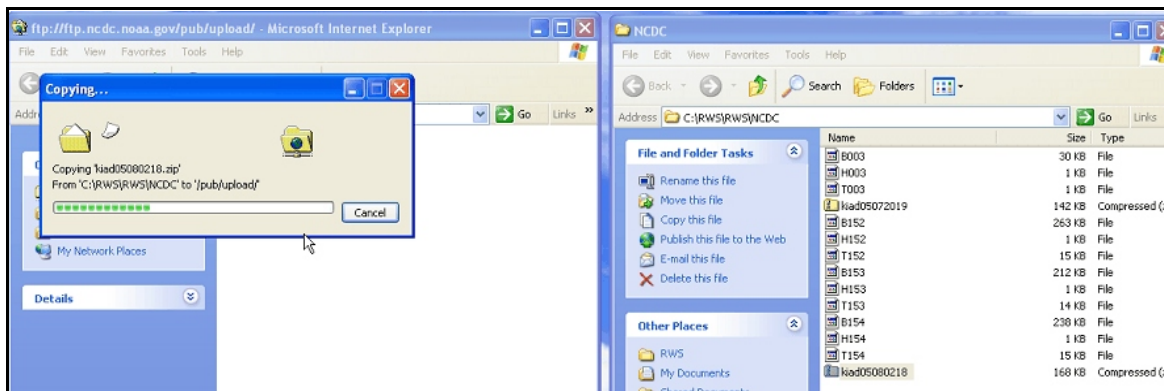 ftp://ftp.ncdc.noaa.gov/pub/upload/ - Microsoft Internet Explorer
File Edit View Favorites Tools Help
Copying...
Copying 'kiad05080218.zip'
From 'C:\RWS\RWS\NCDC' to '/pub/upload/'
Cancel
Go Links »
My Network Places
Details
NCDC
File Edit View Favorites Tools Help
Back Search Folders
Address C:\RWS\RWS\NCDC Go Links
File and Folder Tasks
Rename this file
Move this file
Copy this file
Publish this file to the Web
E-mail this file
Delete this file
Other Places
RWS
My Documents
Shared Documents
Name Size Type
B003 30 KB File
H003 1 KB File
T003 1 KB File
kiad05072019 142 KB Compressed (
B152 263 KB File
H152 1 KB File
T152 15 KB File
B153 212 KB File
H153 1 KB File
T153 14 KB File
B154 238 KB File
H154 1 KB File
T154 15 KB File
kiad05080218 168 KB Compressed (